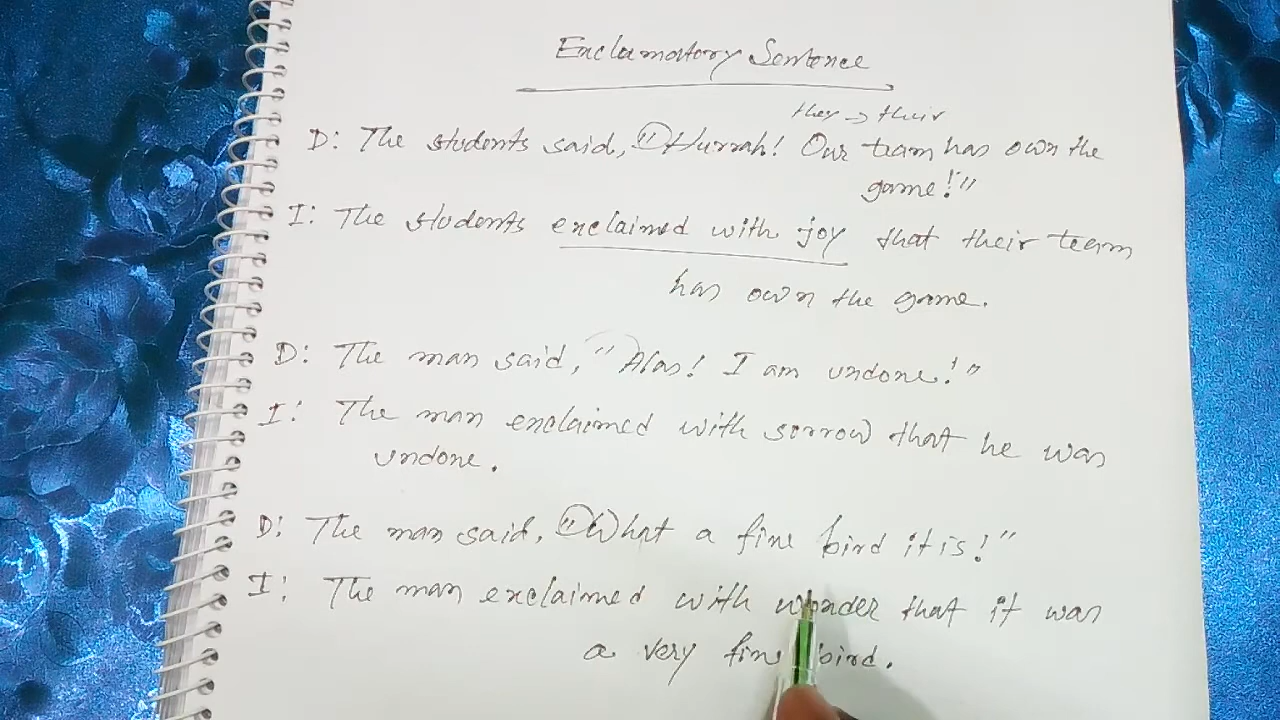 Exclamatory Sentence
they → their
D: The students said, "Hurrah! Our team has own the
game!"
I: The students exclaimed with joy that their team
has own the game.
D: The man said, "Alas! I am undone!"
I: The man exclaimed with sorrow that he was
undone.
D: The man said, "What a fine bird it is!"
I: The man exclaimed with wonder that it was
a very fine bird.